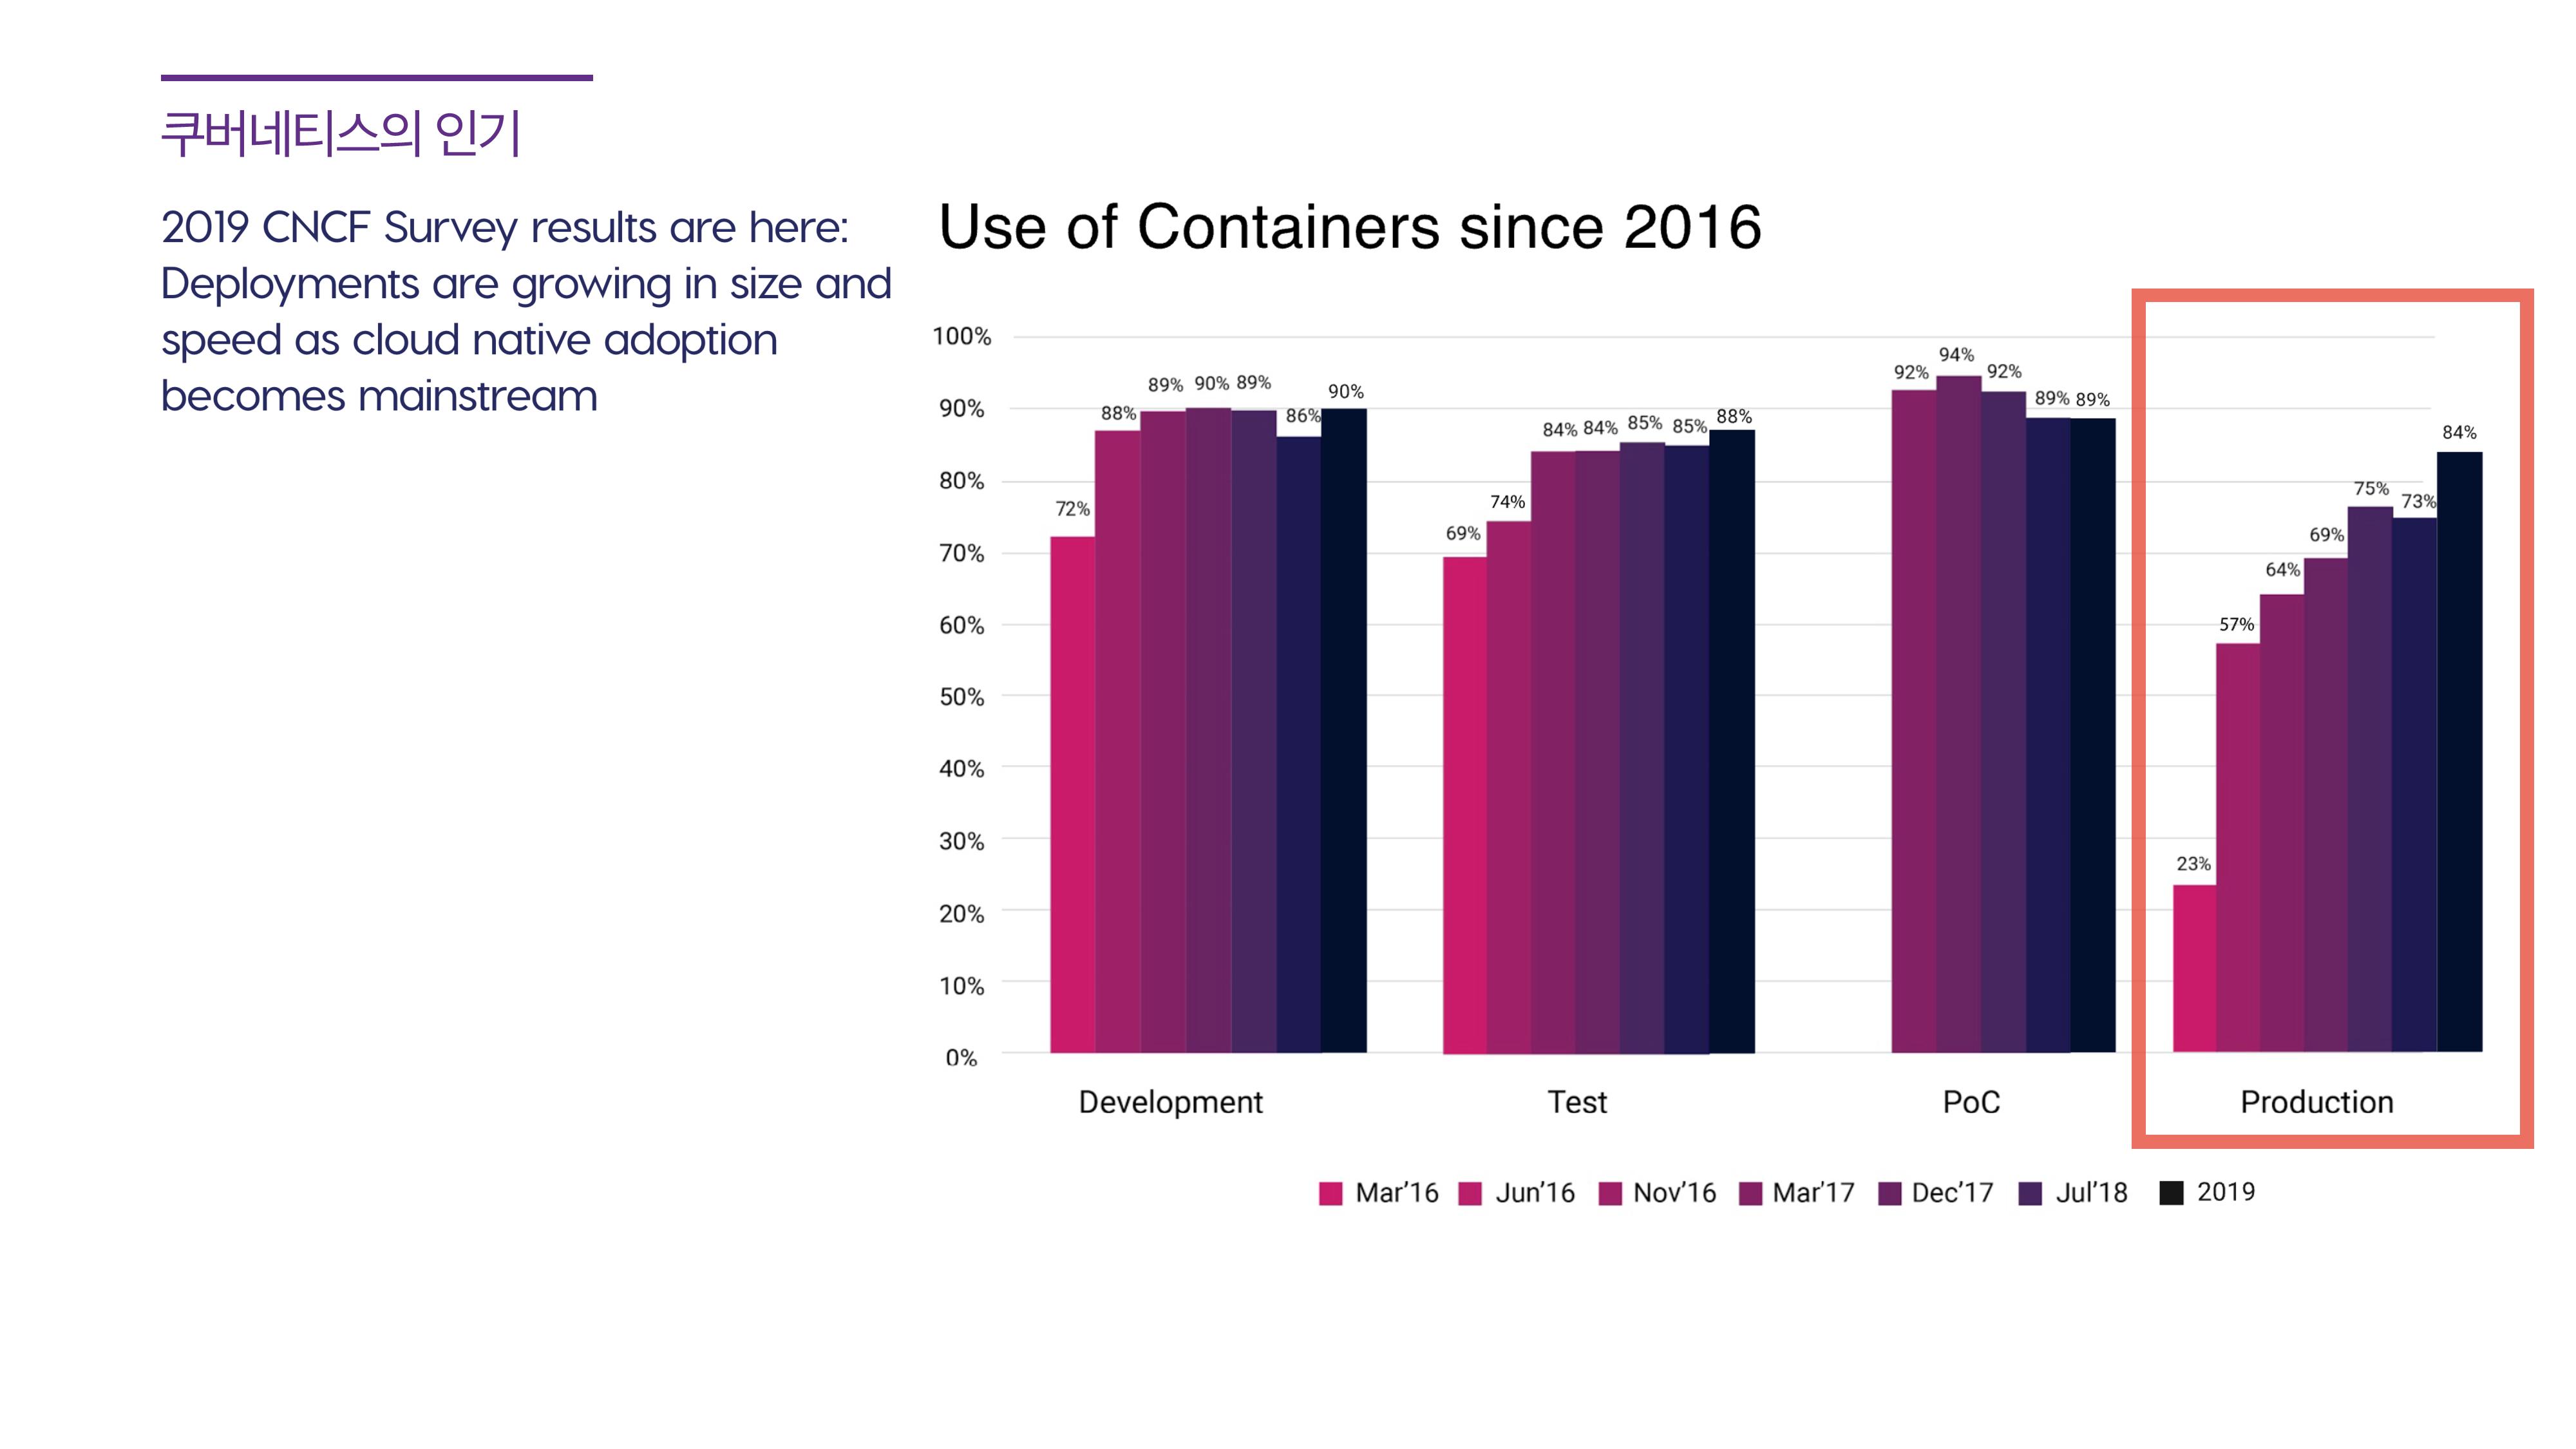 쿠버네티스의 인기
2019 CNCF Survey results are here:
Deployments are growing in size and
speed as cloud native adoption
becomes mainstream
Use of Containers since 2016
100%
90%
80%
70%
60%
50%
40%
30%
20%
10%
0%
72%
88%
89%
90%
89%
86%
90%
69%
74%
84%
84%
85%
85%
88%
92%
94%
92%
89%
89%
23%
57%
64%
69%
75%
73%
84%
Development
Test
PoC
Production
Mar’16
Jun’16
Nov’16
Mar’17
Dec’17
Jul’18
2019